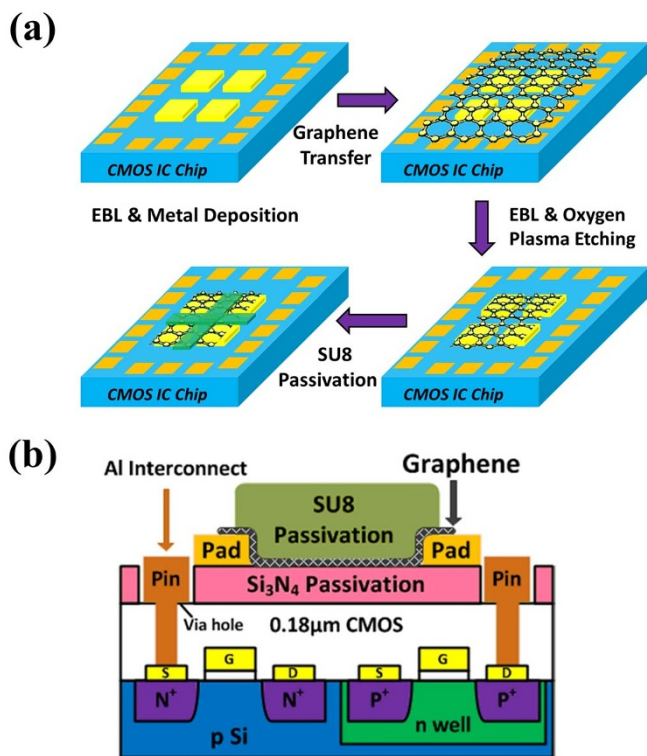 (a)
CMOS IC Chip
Graphene
Transfer
CMOS IC Chip
EBL & Metal Deposition
EBL & Oxygen
Plasma Etching
CMOS IC Chip
SU8
Passivation
CMOS IC Chip
(b)
Al Interconnect
Graphene
SU8
Passivation
Pad
Pad
Pin
Si₃N₄ Passivation
Pin
Via hole
0.18μm CMOS
S
G
D
S
G
D
N⁺
N⁺
P⁺
P⁺
p Si
n well